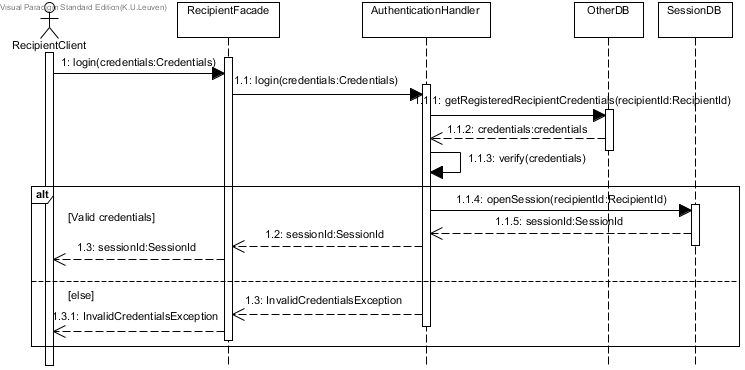 Visual Paradigm Standard Edition(K.U.Leuven)
RecipientClient
RecipientFacade
AuthenticationHandler
OtherDB
SessionDB
1: login(credentials:Credentials)
1.1: login(credentials:Credentials)
1.1.1: getRegisteredRecipientCredentials(recipientId:RecipientId)
1.1.2: credentials:credentials
1.1.3: verify(credentials)
alt
1.1.4: openSession(recipientId:RecipientId)
[Valid credentials]
1.1.5: sessionId:SessionId
1.2: sessionId:SessionId
1.3: sessionId:SessionId
[else]
1.3: InvalidCredentialsException
1.3.1: InvalidCredentialsException